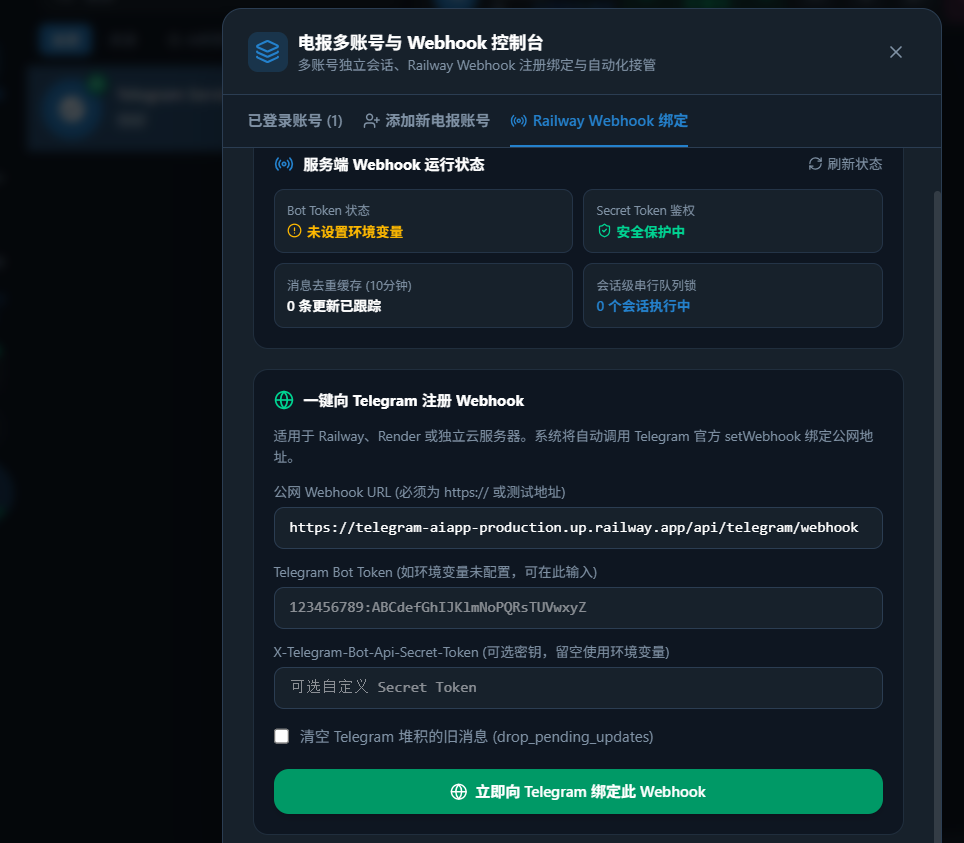 电报多账号与 Webhook 控制台
多账号独立会话、Railway Webhook 注册绑定与自动化接管
已登录账号 (1)
添加新电报账号
Railway Webhook 绑定
服务端 Webhook 运行状态
刷新状态
Bot Token 状态
未设置环境变量
Secret Token 鉴权
安全保护中
消息去重缓存 (10分钟)
0 条更新已跟踪
会话级串行队列锁
0 个会话执行中
一键向 Telegram 注册 Webhook
适用于 Railway、Render 或独立云服务器。系统将自动调用 Telegram 官方 setWebhook 绑定公网地
址。
公网 Webhook URL (必须为 https:// 或测试地址)
https://telegram-aiapp-production.up.railway.app/api/telegram/webhook
Telegram Bot Token (如环境变量未配置，可在此输入)
123456789:ABCdefGhIJKlmNoPQRsTUVwxyZ
X-Telegram-Bot-Api-Secret-Token (可选密钥，留空使用环境变量)
可选自定义 Secret Token
清空 Telegram 堆积的旧消息 (drop_pending_updates)
立即向 Telegram 绑定此 Webhook